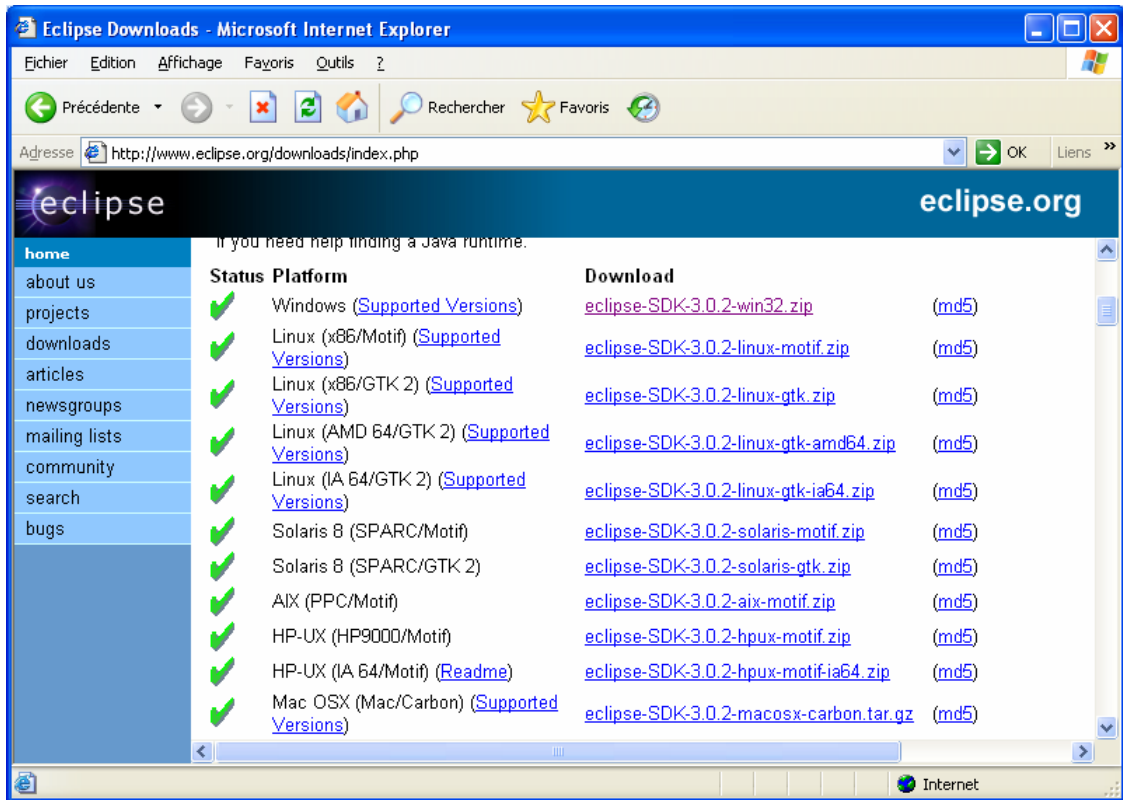 Eclipse Downloads - Microsoft Internet Explorer
Fichier Edition Affichage Favoris Outils ?
Précédente Rechercher Favoris
Adresse http://www.eclipse.org/downloads/index.php OK Liens »
eclipse eclipse.org
home
about us
projects
downloads
articles
newsgroups
mailing lists
community
search
bugs
if you need help finding a Java runtime.
Status Platform Download
Windows (Supported Versions) eclipse-SDK-3.0.2-win32.zip (md5)
Linux (x86/Motif) (Supported
Versions) eclipse-SDK-3.0.2-linux-motif.zip (md5)
Linux (x86/GTK 2) (Supported
Versions) eclipse-SDK-3.0.2-linux-gtk.zip (md5)
Linux (AMD 64/GTK 2) (Supported
Versions) eclipse-SDK-3.0.2-linux-gtk-amd64.zip (md5)
Linux (IA 64/GTK 2) (Supported
Versions) eclipse-SDK-3.0.2-linux-gtk-ia64.zip (md5)
Solaris 8 (SPARC/Motif) eclipse-SDK-3.0.2-solaris-motif.zip (md5)
Solaris 8 (SPARC/GTK 2) eclipse-SDK-3.0.2-solaris-gtk.zip (md5)
AIX (PPC/Motif) eclipse-SDK-3.0.2-aix-motif.zip (md5)
HP-UX (HP9000/Motif) eclipse-SDK-3.0.2-hpux-motif.zip (md5)
HP-UX (IA 64/Motif) (Readme) eclipse-SDK-3.0.2-hpux-motif-ia64.zip (md5)
Mac OSX (Mac/Carbon) (Supported
Versions) eclipse-SDK-3.0.2-macosx-carbon.tar.gz (md5)
Internet